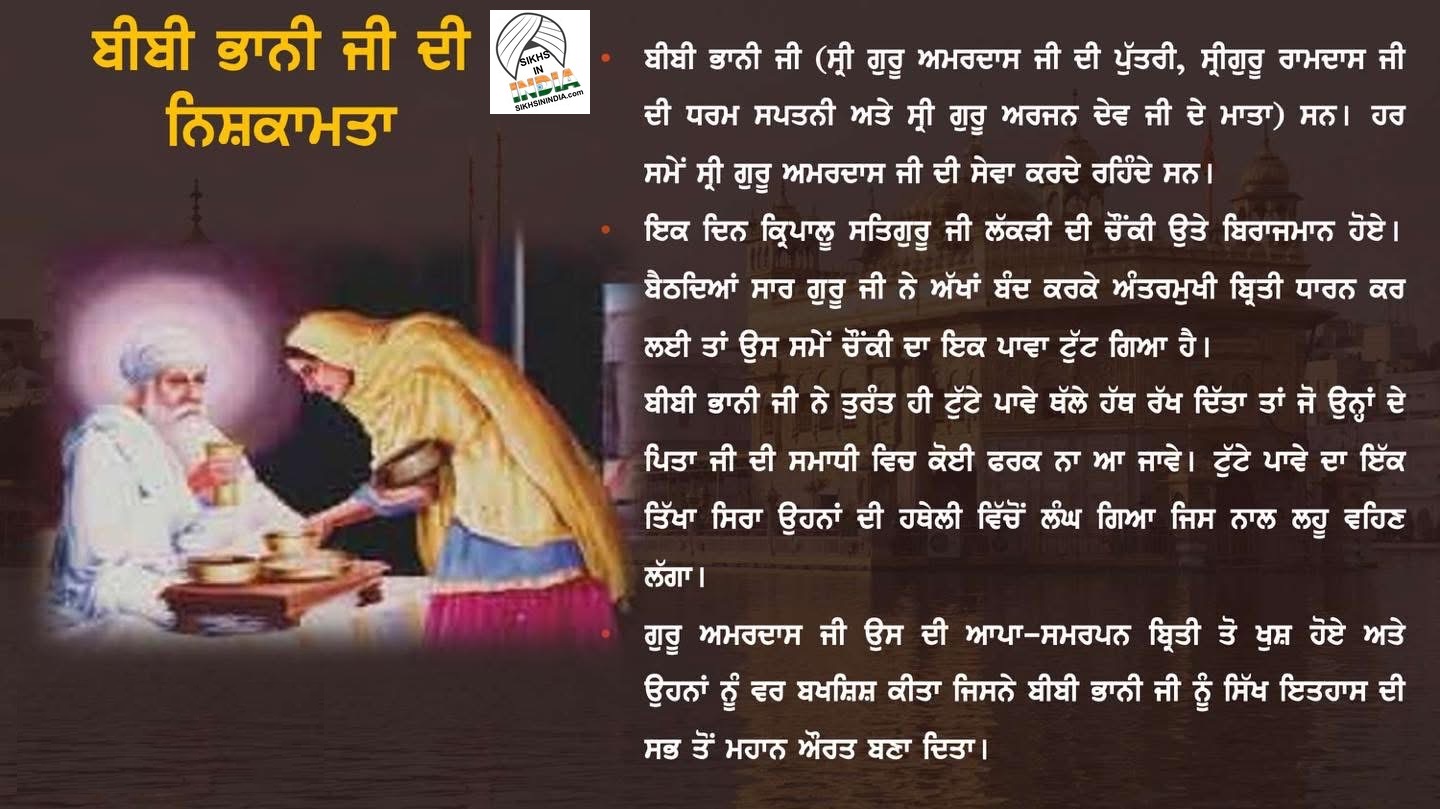 ਬੀਬੀ ਭਾਨੀ ਜੀ ਦੀ
ਨਿਸ਼ਕਾਮਤਾ
SIKHS
IN
INDIA
SIKHSININDIA.com
• ਬੀਬੀ ਭਾਨੀ ਜੀ (ਸ੍ਰੀ ਗੁਰੂ ਅਮਰਦਾਸ ਜੀ ਦੀ ਪੁੱਤਰੀ, ਸ੍ਰੀਗੁਰੂ ਰਾਮਦਾਸ ਜੀ
ਦੀ ਧਰਮ ਸਪਤਨੀ ਅਤੇ ਸ੍ਰੀ ਗੁਰੂ ਅਰਜਨ ਦੇਵ ਜੀ ਦੇ ਮਾਤਾ) ਸਨ। ਹਰ
ਸਮੇਂ ਸ੍ਰੀ ਗੁਰੂ ਅਮਰਦਾਸ ਜੀ ਦੀ ਸੇਵਾ ਕਰਦੇ ਰਹਿੰਦੇ ਸਨ।
• ਇਕ ਦਿਨ ਕ੍ਰਿਪਾਲੂ ਸਤਿਗੁਰੂ ਜੀ ਲੱਕੜੀ ਦੀ ਚੌਂਕੀ ਉਤੇ ਬਿਰਾਜਮਾਨ ਹੋਏ।
ਬੈਠਦਿਆਂ ਸਾਰ ਗੁਰੂ ਜੀ ਨੇ ਅੱਖਾਂ ਬੰਦ ਕਰਕੇ ਅੰਤਰਮੁਖੀ ਬ੍ਰਿਤੀ ਧਾਰਨ ਕਰ
ਲਈ ਤਾਂ ਉਸ ਸਮੇਂ ਚੌਂਕੀ ਦਾ ਇਕ ਪਾਵਾ ਟੁੱਟ ਗਿਆ ਹੈ।
ਬੀਬੀ ਭਾਨੀ ਜੀ ਨੇ ਤੁਰੰਤ ਹੀ ਟੁੱਟੇ ਪਾਵੇ ਥੱਲੇ ਹੱਥ ਰੱਖ ਦਿੱਤਾ ਤਾਂ ਜੋ ਉਨ੍ਹਾਂ ਦੇ
ਪਿਤਾ ਜੀ ਦੀ ਸਮਾਧੀ ਵਿਚ ਕੋਈ ਫਰਕ ਨਾ ਆ ਜਾਵੇ। ਟੁੱਟੇ ਪਾਵੇ ਦਾ ਇੱਕ
ਤਿੱਖਾ ਸਿਰਾ ਉਹਨਾਂ ਦੀ ਹਥੇਲੀ ਵਿੱਚੋਂ ਲੰਘ ਗਿਆ ਜਿਸ ਨਾਲ ਲਹੂ ਵਹਿਣ
ਲੱਗਾ।
• ਗੁਰੂ ਅਮਰਦਾਸ ਜੀ ਉਸ ਦੀ ਆਪਾ-ਸਮਰਪਨ ਬ੍ਰਿਤੀ ਤੋ ਖੁਸ਼ ਹੋਏ ਅਤੇ
ਉਹਨਾਂ ਨੂੰ ਵਰ ਬਖਸ਼ਿਸ਼ ਕੀਤਾ ਜਿਸਨੇ ਬੀਬੀ ਭਾਨੀ ਜੀ ਨੂੰ ਸਿੱਖ ਇਤਹਾਸ ਦੀ
ਸਭ ਤੋਂ ਮਹਾਨ ਔਰਤ ਬਣਾ ਦਿਤਾ।